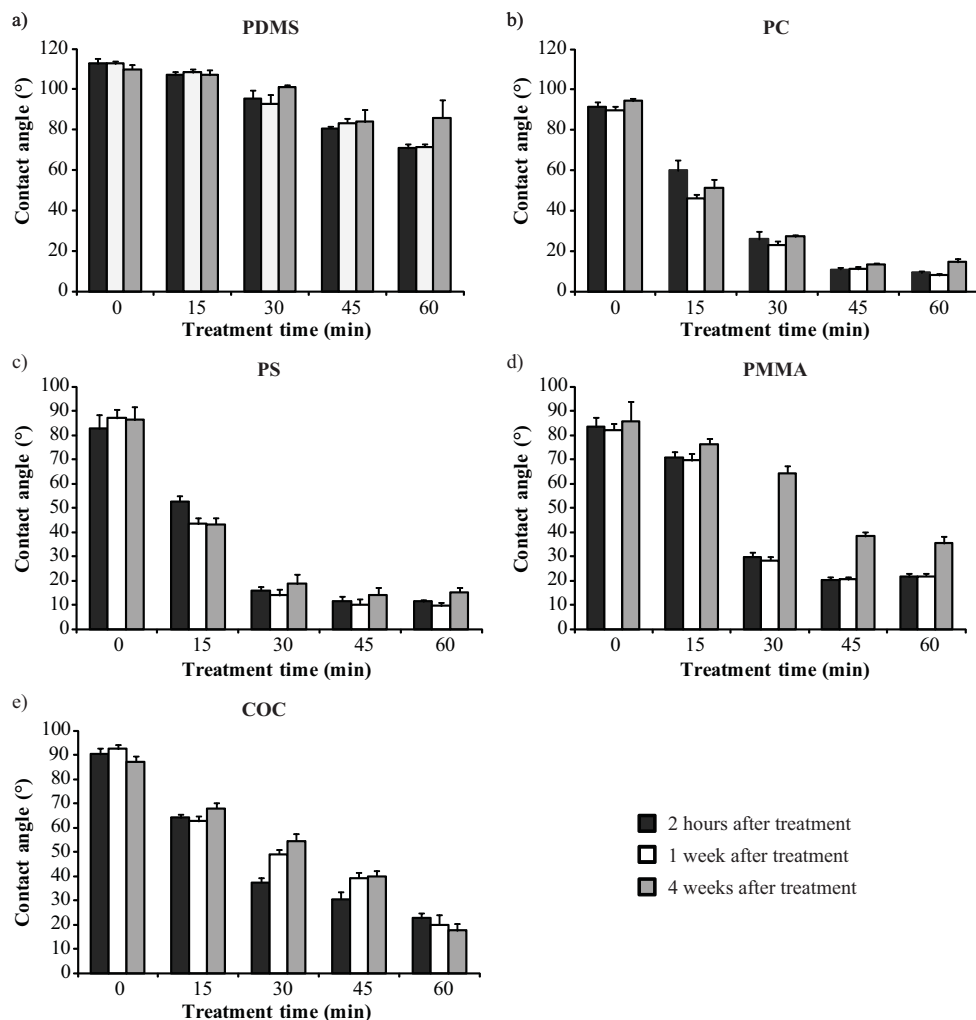 a)
PDMS
Contact angle (°)
120
100
80
60
40
20
0
0 15 30 45 60
Treatment time (min)
b)
PC
Contact angle (°)
120
100
80
60
40
20
0
0 15 30 45 60
Treatment time (min)
c)
PS
Contact angle (°)
100
90
80
70
60
50
40
30
20
10
0
0 15 30 45 60
Treatment time (min)
d)
PMMA
Contact angle (°)
100
90
80
70
60
50
40
30
20
10
0
0 15 30 45 60
Treatment time (min)
e)
COC
Contact angle (°)
100
90
80
70
60
50
40
30
20
10
0
0 15 30 45 60
Treatment time (min)
2 hours after treatment
1 week after treatment
4 weeks after treatment